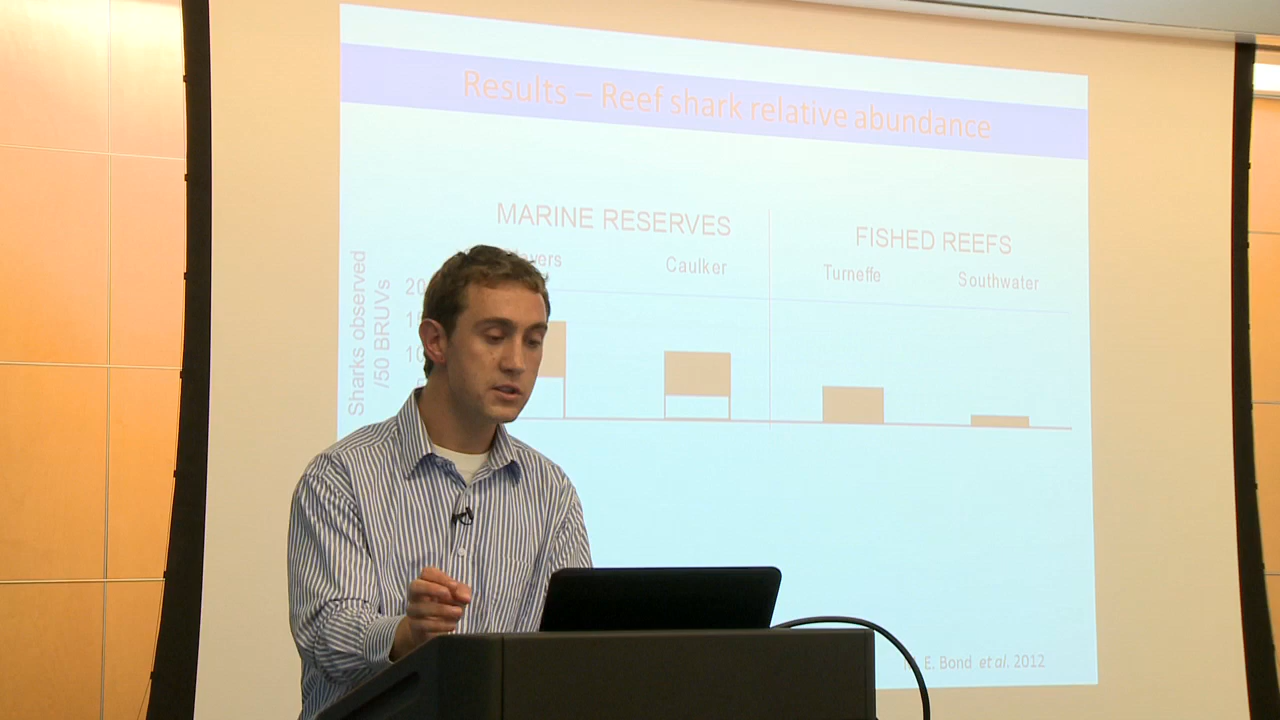 Results – Reef shark relative abundance
MARINE RESERVES
FISHED REEFS
Caulker
Turneffe
Southwater
Sharks observed
/50 BRUVs
20
E. Bond et al. 2012